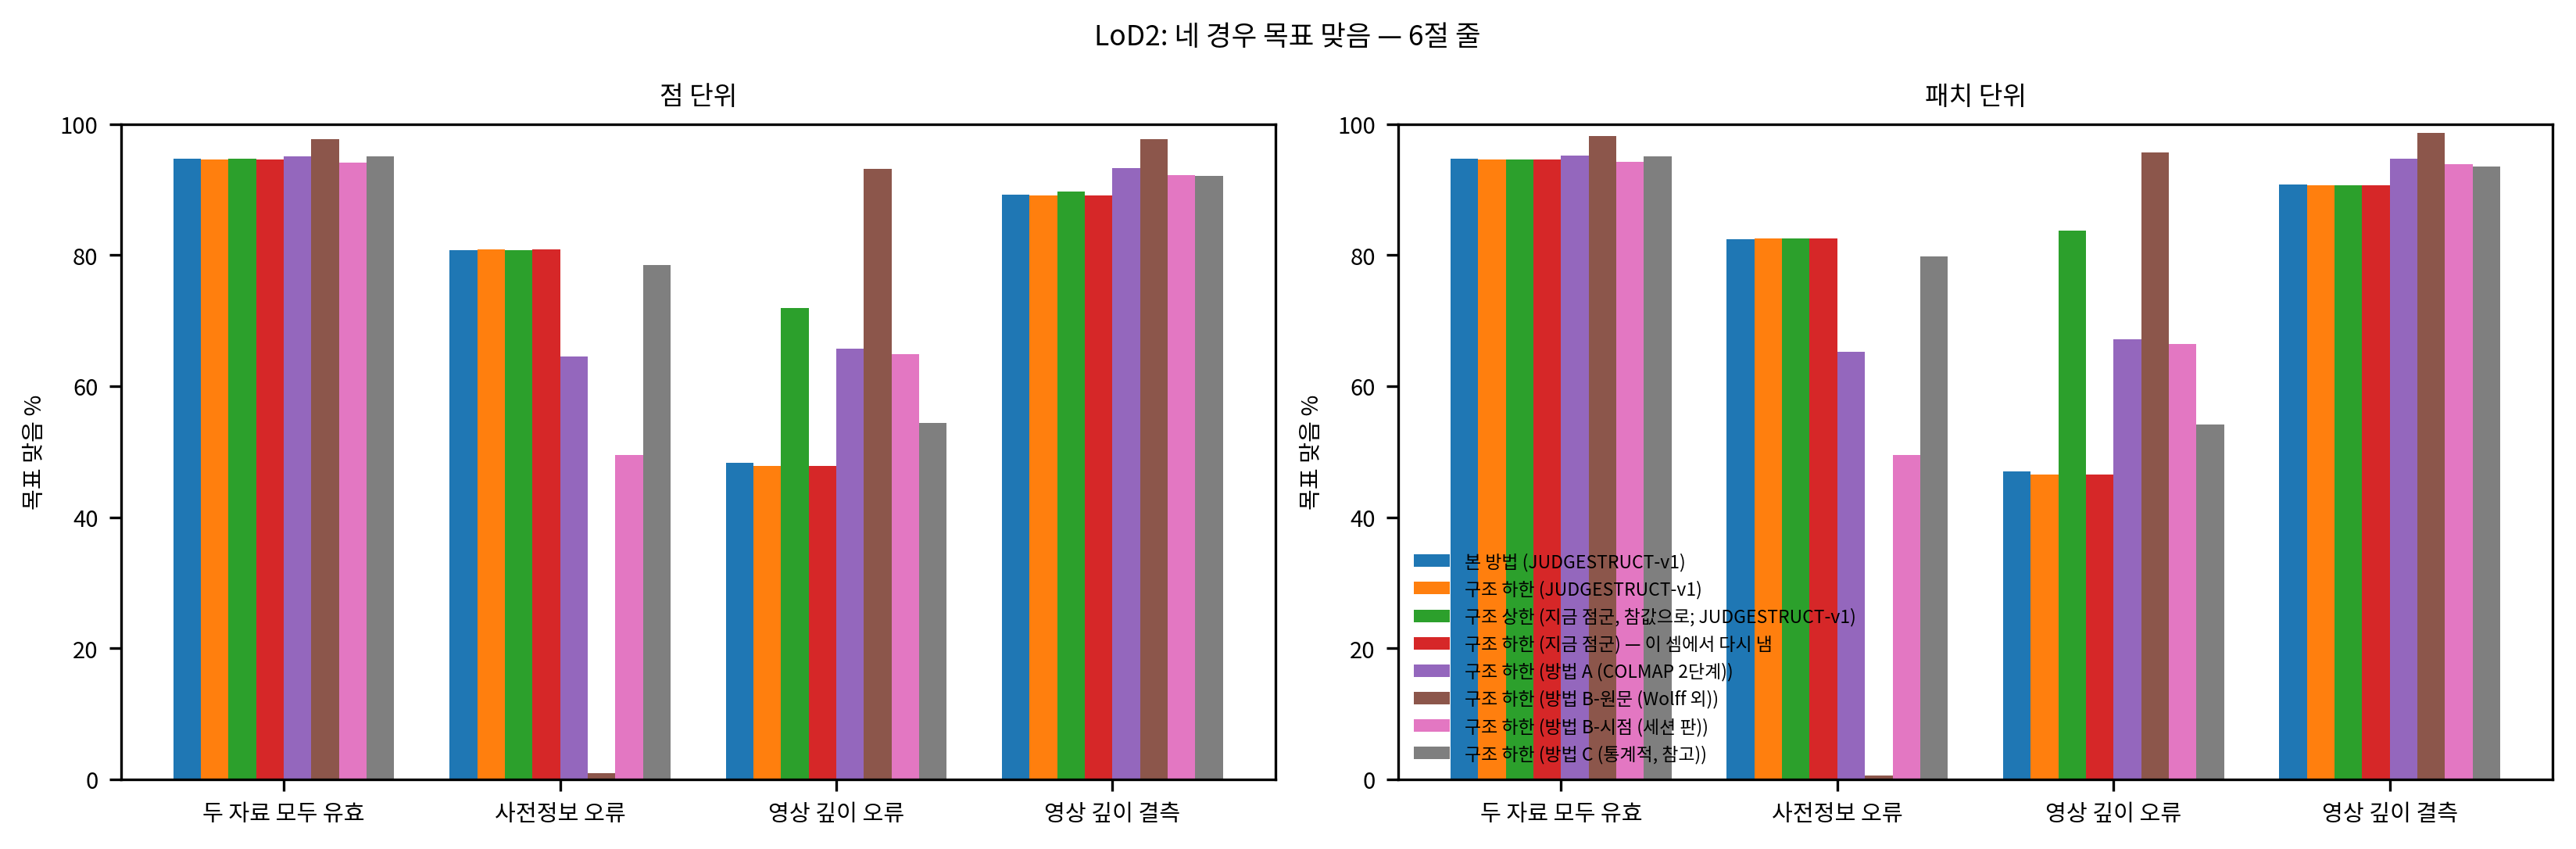 LoD2: 네 경우 목표 맞음 — 6절 줄
점 단위
목표 맞음 %
100
80
60
40
20
0
두 자료 모두 유효
사전정보 오류
영상 깊이 오류
영상 깊이 결측
패치 단위
목표 맞음 %
100
80
60
40
20
0
본 방법 (JUDGESTRUCT-v1)
구조 하한 (JUDGESTRUCT-v1)
구조 상한 (지금 점군, 참값으로; JUDGESTRUCT-v1)
구조 하한 (지금 점군) — 이 셈에서 다시 냄
구조 하한 (방법 A (COLMAP 2단계))
구조 하한 (방법 B-원문 (Wolff 외))
구조 하한 (방법 B-시점 (세션 판))
구조 하한 (방법 C (통계적, 참고))
두 자료 모두 유효
사전정보 오류
영상 깊이 오류
영상 깊이 결측